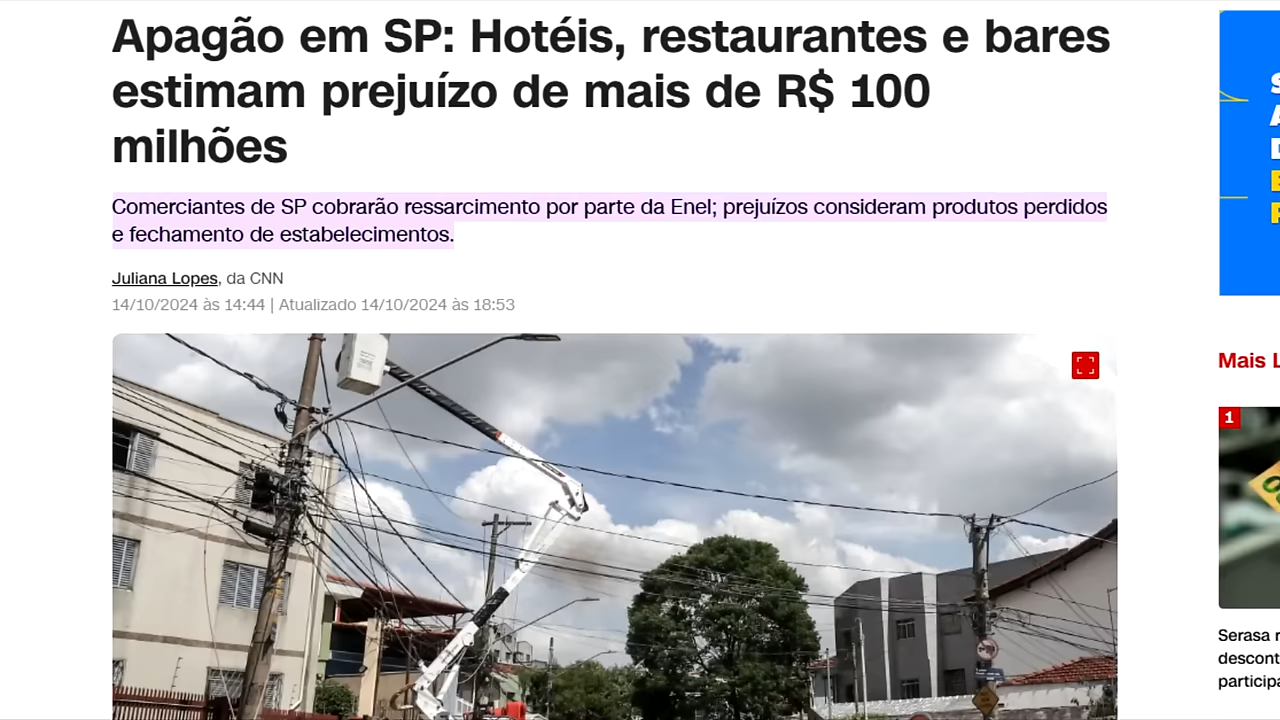 Apagão em SP: Hotéis, restaurantes e bares
estimam prejuízo de mais de R$ 100
milhões
Comerciantes de SP cobrarão ressarcimento por parte da Enel; prejuízos consideram produtos perdidos
e fechamento de estabelecimentos.
Juliana Lopes, da CNN
14/10/2024 às 14:44 | Atualizado 14/10/2024 às 18:53
Mais L
1
Serasa
descont
particip